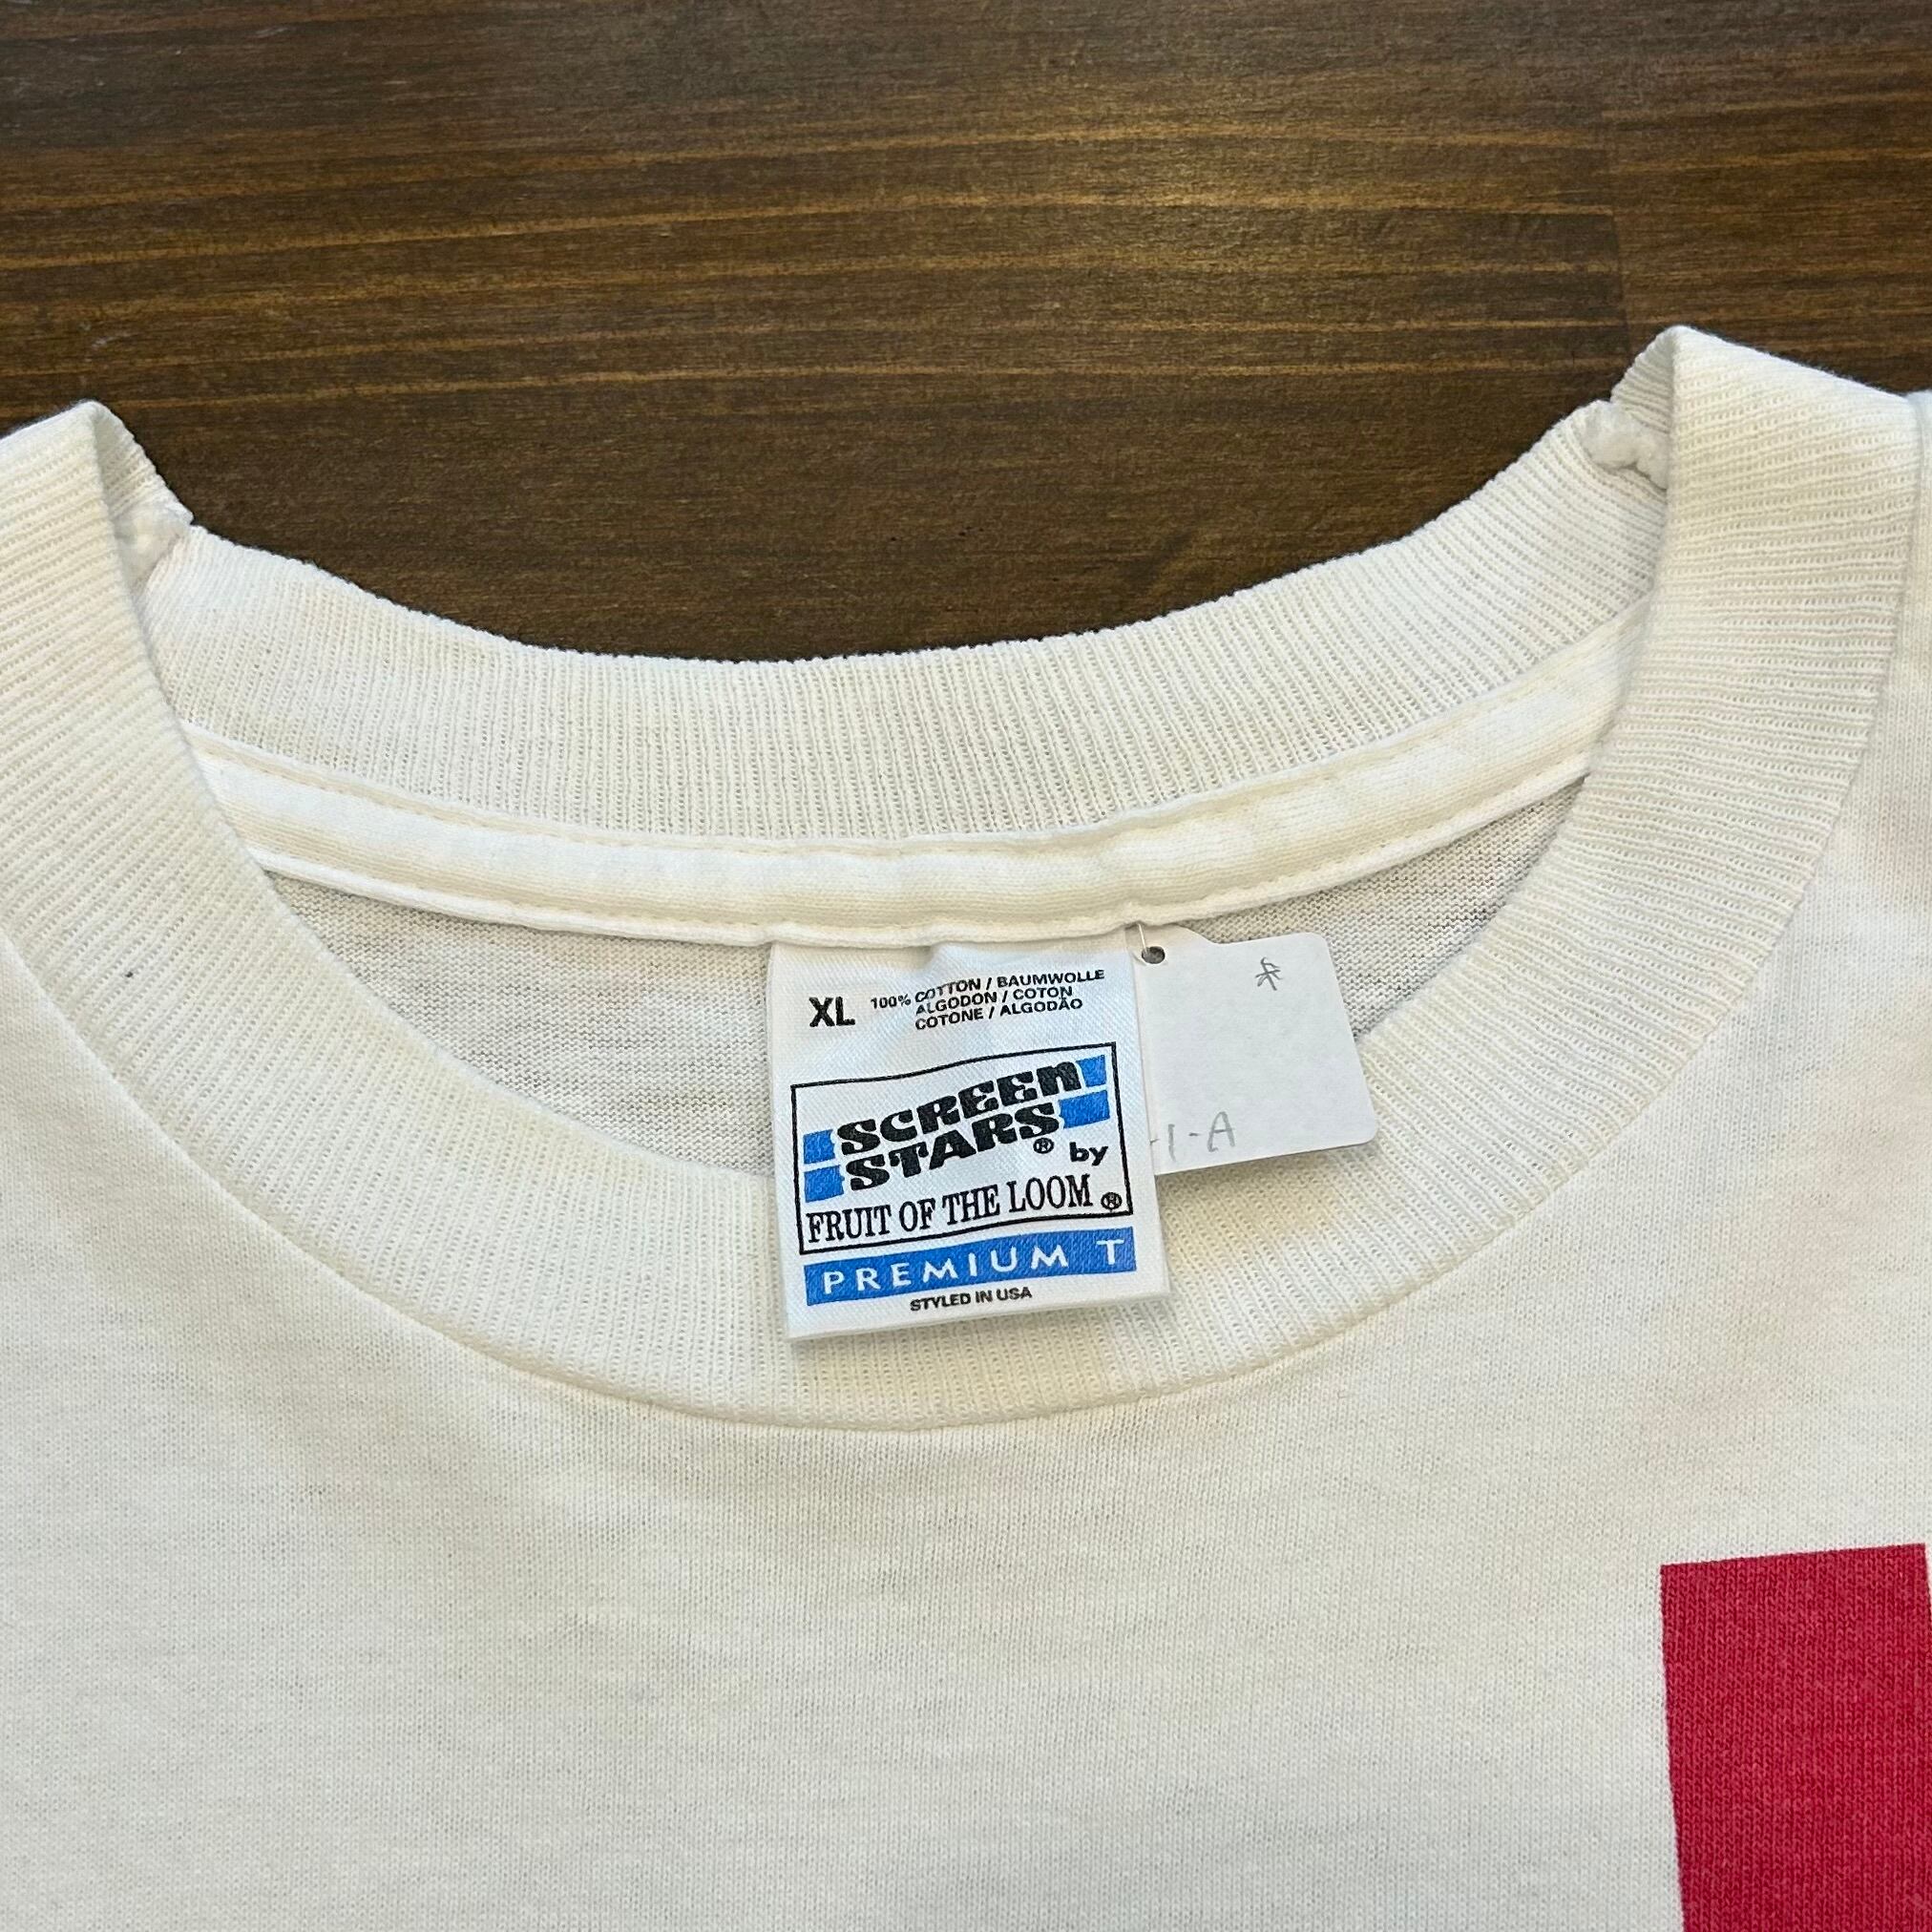 XL 100% COTTON / BAUMWOLLE
ALGODON / COTON
COTONE / ALGODÃO
SCREEN
STARS® by
FRUIT OF THE LOOM®
PREMIUM T
STYLED IN USA
-1-A